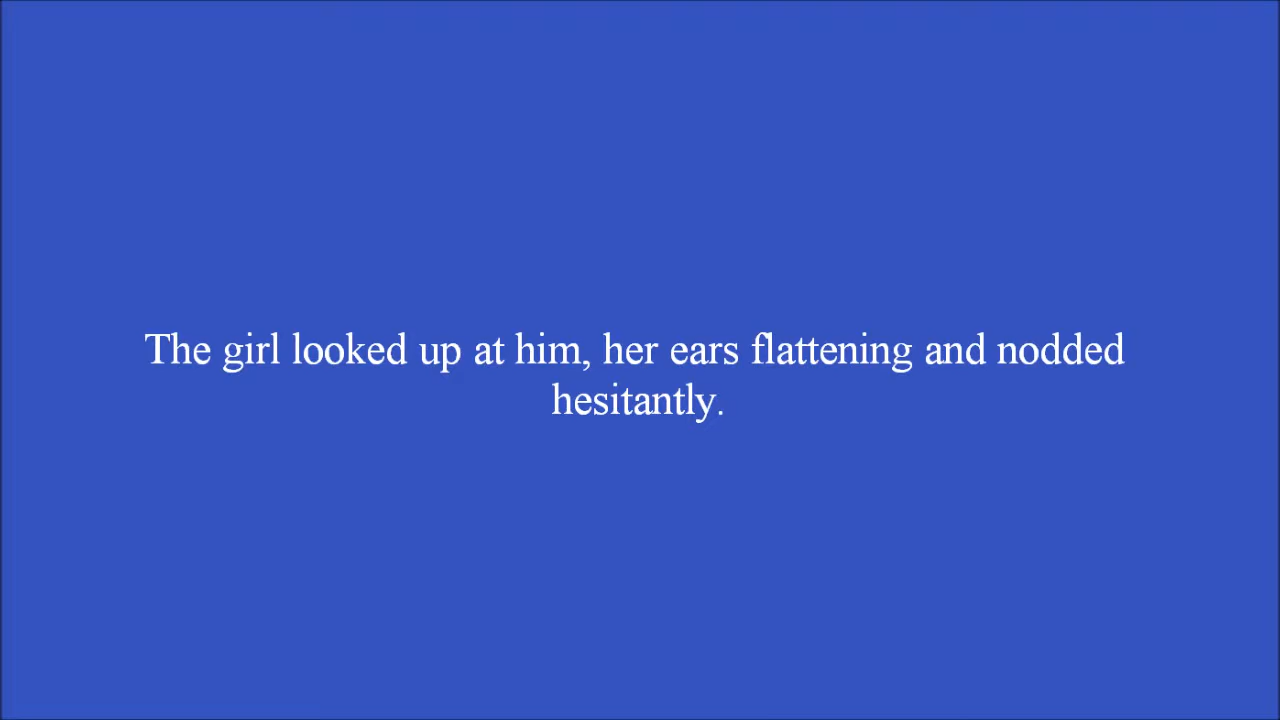 The girl looked up at him, her ears flattening and nodded
hesitantly.